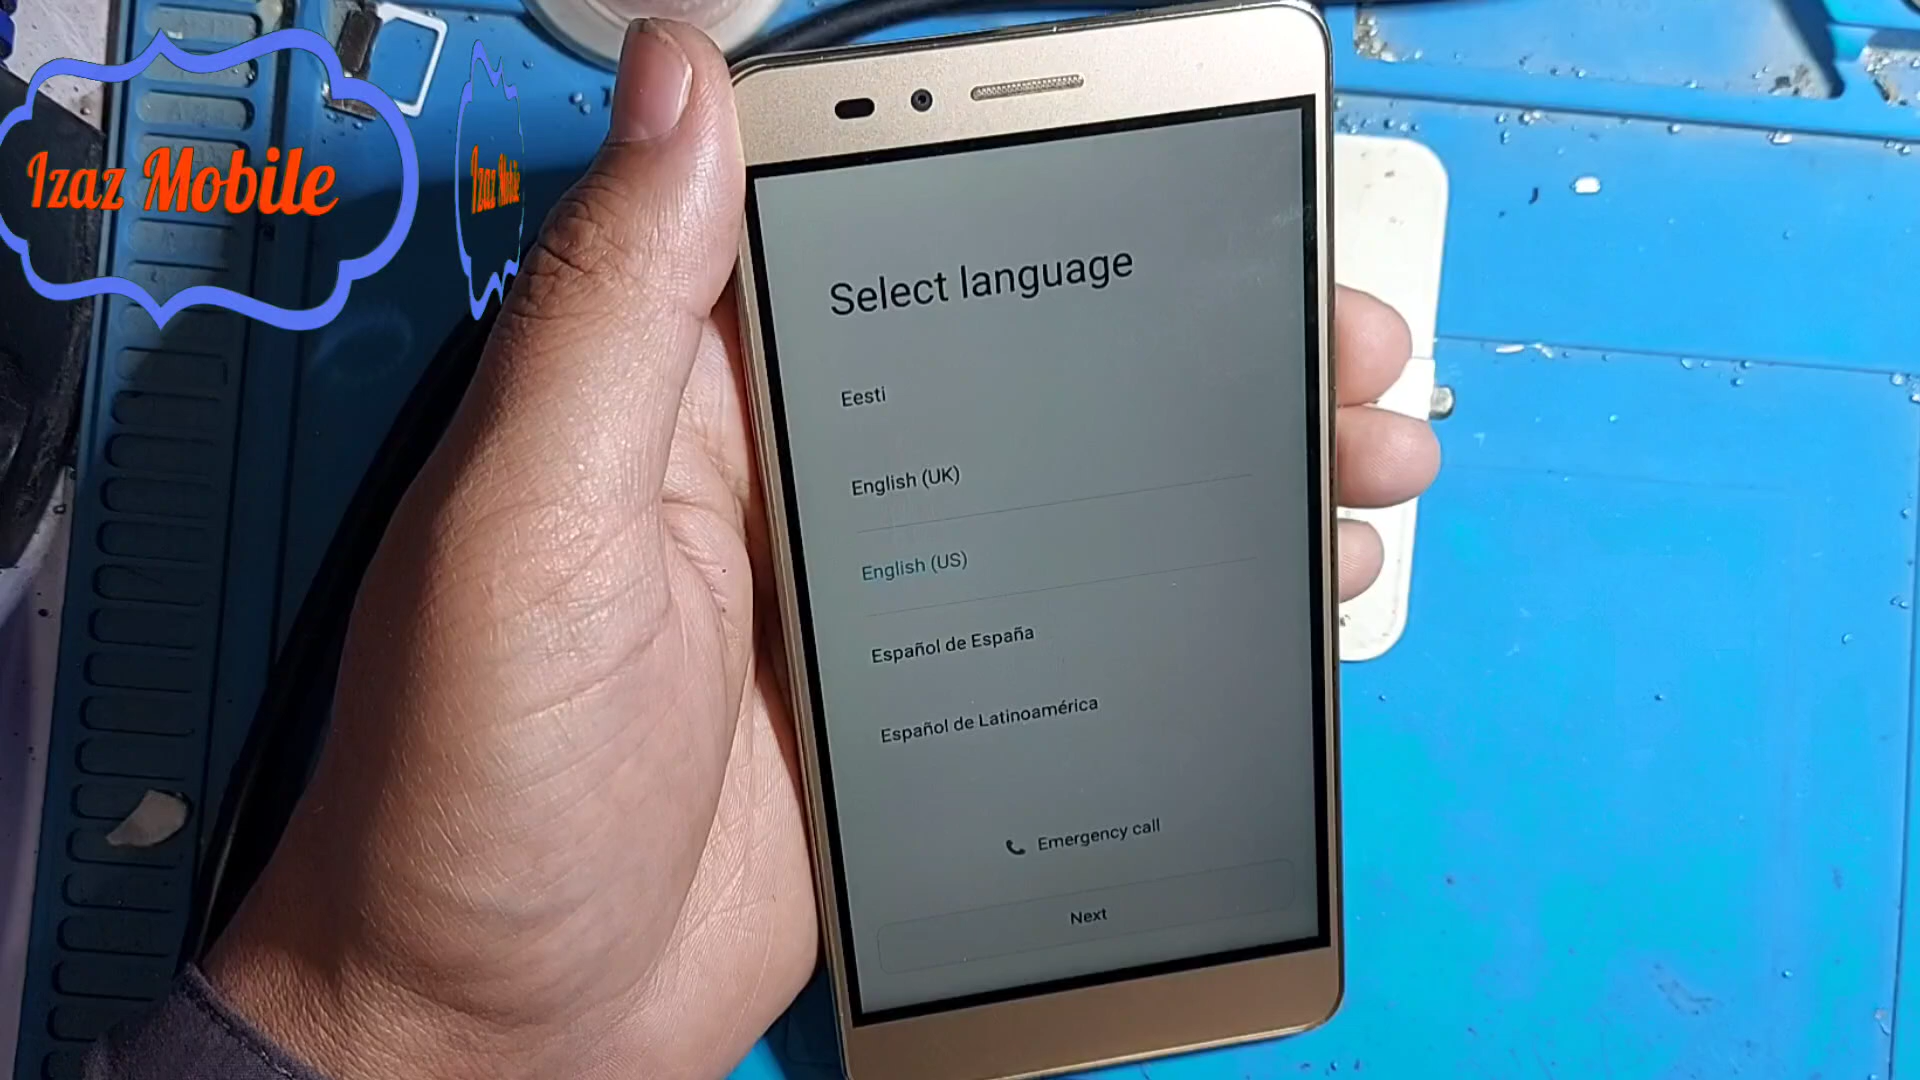 Izaz Mobile
Izaz Mobile
Select language
Eesti
English (UK)
English (US)
Español de España
Español de Latinoamérica
Emergency call
Next